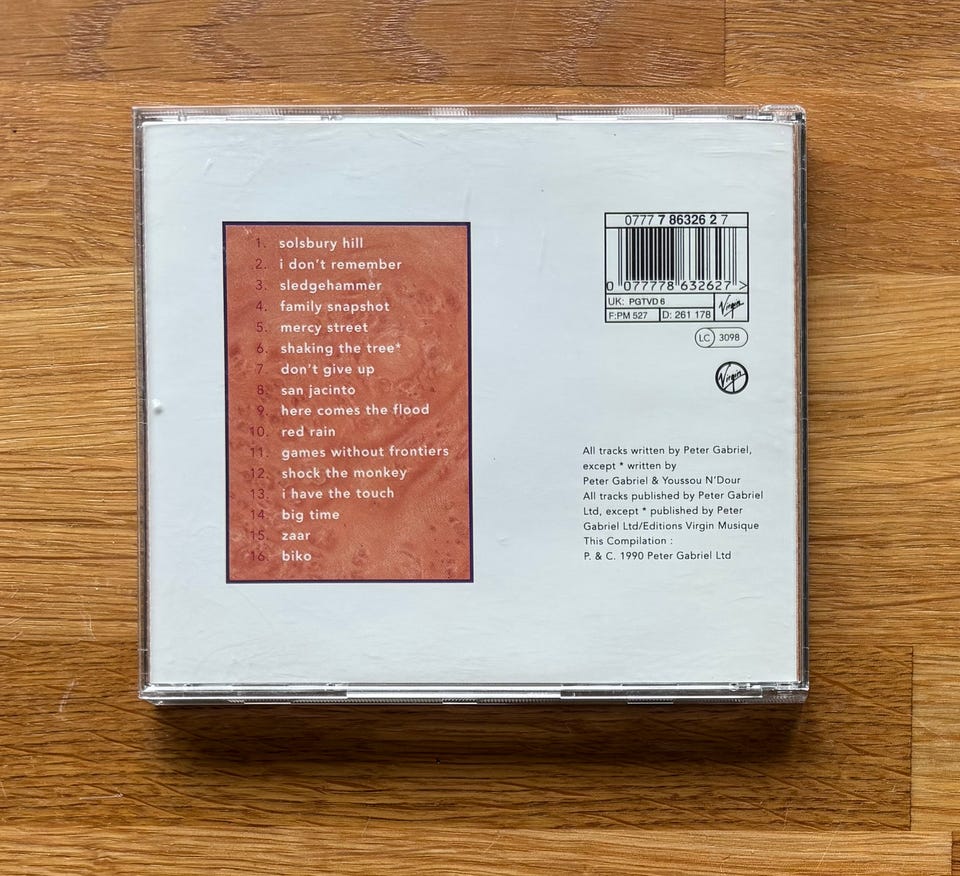 1. solsbury hill
2. i don't remember
3. sledgehammer
4. family snapshot
5. mercy street
6. shaking the tree*
7. don't give up
8. san jacinto
9. here comes the flood
10. red rain
11. games without frontiers
12. shock the monkey
13. i have the touch
14. big time
15. zaar
16. biko
0777 7 86326 2 7
0 077778 632627 >
UK: PGTVD 6
F:PM 527 D: 261 178 Virgin
LC 3098
Virgin
All tracks written by Peter Gabriel,
except * written by
Peter Gabriel & Youssou N'Dour
All tracks published by Peter Gabriel
Ltd, except * published by Peter
Gabriel Ltd/Editions Virgin Musique
This Compilation :
P. & C. 1990 Peter Gabriel Ltd